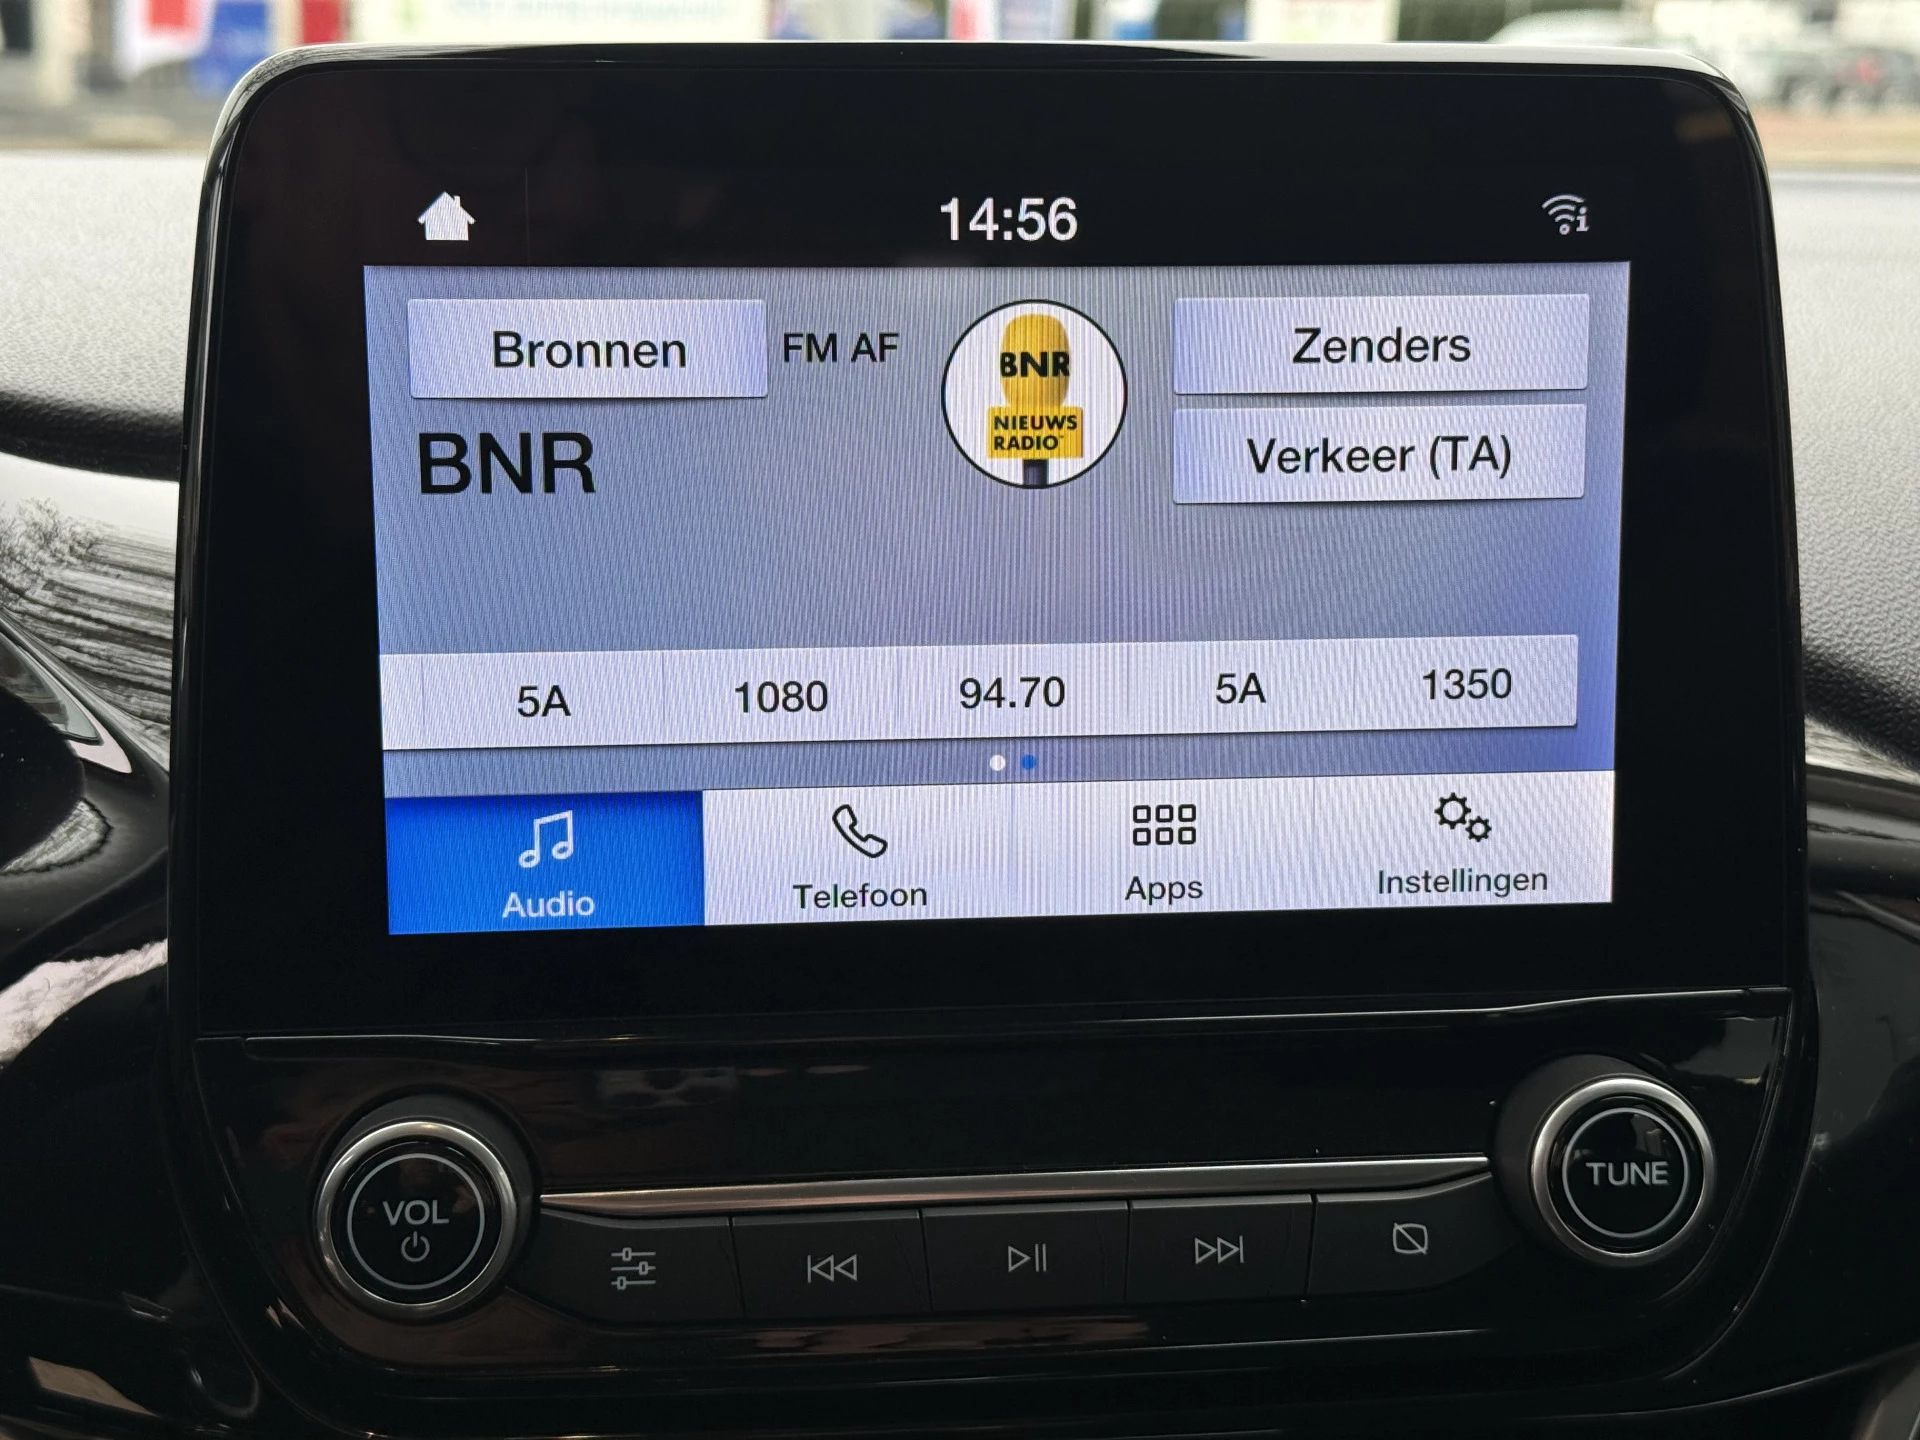 14:56
Bronnen
FM AF
BNR
NIEUWS
RADIO
Zenders
Verkeer (TA)
BNR
5A 1080 94.70 5A 1350
Audio Telefoon Apps Instellingen
VOL
TUNE